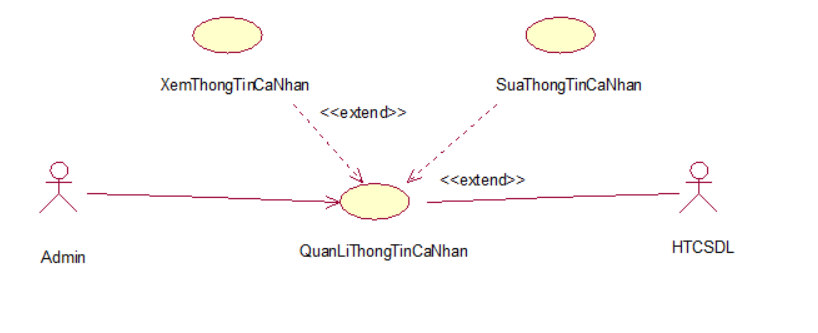 XemThongTinCaNhan
SuaThongTinCaNhan
<<extend>>
<<extend>>
Admin
QuanLiThongTinCaNhan
HTCSDL